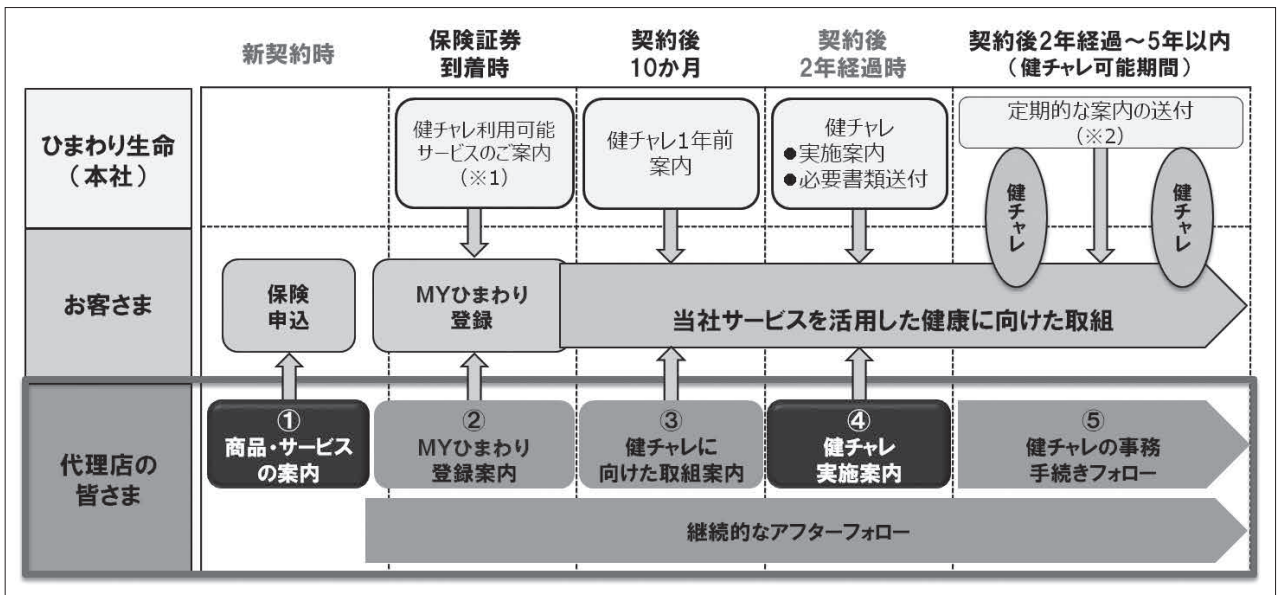 新契約時
保険証券
到着時
契約後
10か月
契約後
2年経過時
契約後2年経過～5年以内
（健チャレ可能期間）
ひまわり生命
（本社）
健チャレ利用可能
サービスのご案内
（※1）
健チャレ1年前
案内
健チャレ
●実施案内
●必要書類送付
定期的な案内の送付
（※2）
健チャレ
健チャレ
お客さま
保険
申込
MYひまわり
登録
当社サービスを活用した健康に向けた取組
代理店の
皆さま
①
商品・サービス
の案内
②
MYひまわり
登録案内
③
健チャレに
向けた取組案内
④
健チャレ
実施案内
⑤
健チャレの事務
手続きフォロー
継続的なアフターフォロー